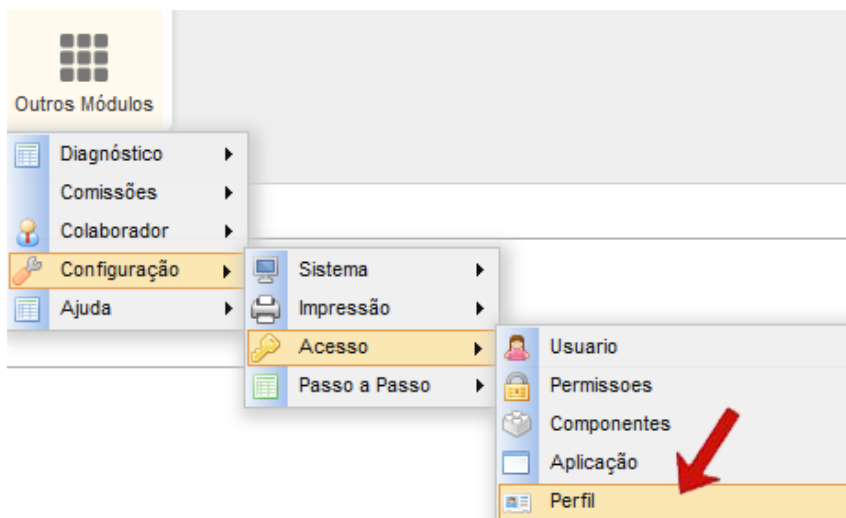 Outros Módulos
Diagnóstico
Comissões
Colaborador
Configuração
Ajuda
Sistema
Impressão
Acesso
Passo a Passo
Usuario
Permissoes
Componentes
Aplicação
Perfil